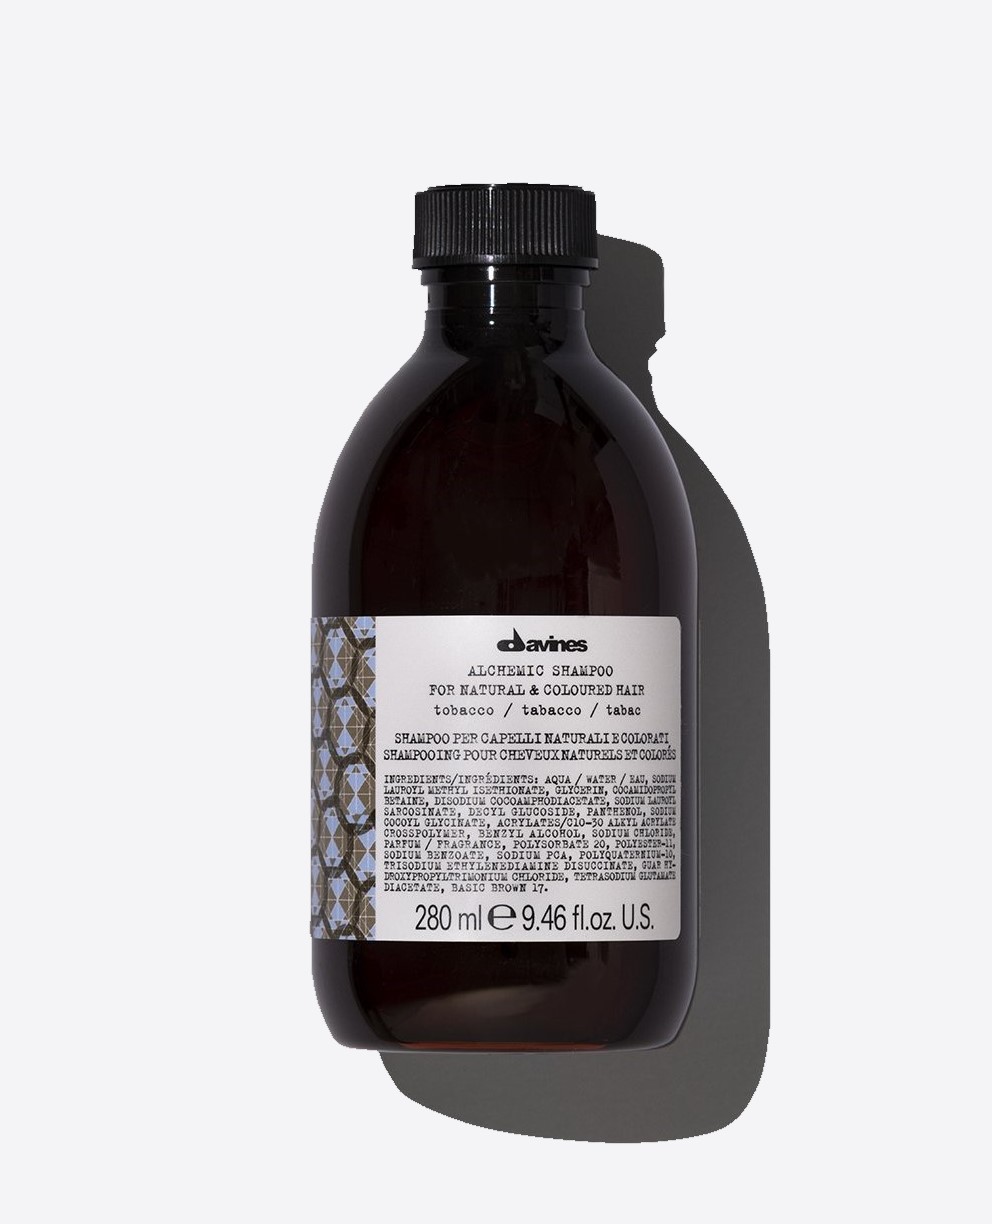 davines
ALCHEMIC SHAMPOO
FOR NATURAL & COLOURED HAIR
tobacco / tabacco / tabac
SHAMPOO PER CAPELLI NATURALI E COLORATI
SHAMPOOING POUR CHEVEUX NATURELS ET COLORÉS
INGREDIENTS/INGRÉDIENTS: AQUA / WATER / EAU, SODIUM
LAUROYL METHYL ISETHIONATE, GLYCERIN, COCAMIDOPROPYL
BETAINE, DISODIUM COCOAMPHODIACETATE, SODIUM LAUROYL
SARCOSINATE, DECYL GLUCOSIDE, PANTHENOL, SODIUM
COCOYL GLYCINATE, ACRYLATES/C10-30 ALKYL ACRYLATE
CROSSPOLYMER, BENZYL ALCOHOL, SODIUM CHLORIDE,
PARFUM / FRAGRANCE, POLYSORBATE 20, POLYESTER-11,
SODIUM BENZOATE, SODIUM PCA, POLYQUATERNIUM-10,
TRISODIUM ETHYLENEDIAMINE DISUCCINATE, GUAR HY-
DROXYPROPYLTRIMONIUM CHLORIDE, TETRASODIUM GLUTAMATE
DIACETATE, BASIC BROWN 17.
280 ml e 9.46 fl.oz. U.S.